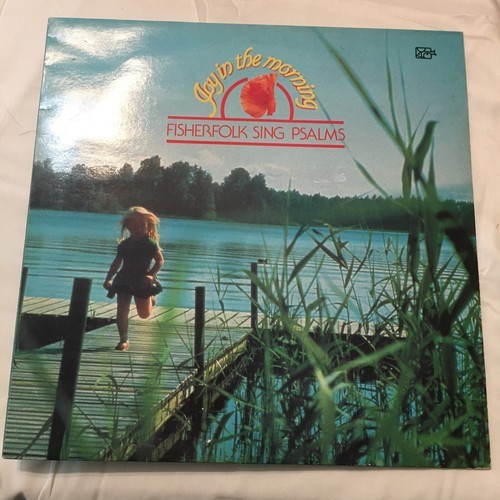 Joy in the morning
FISHERFOLK SING PSALMS